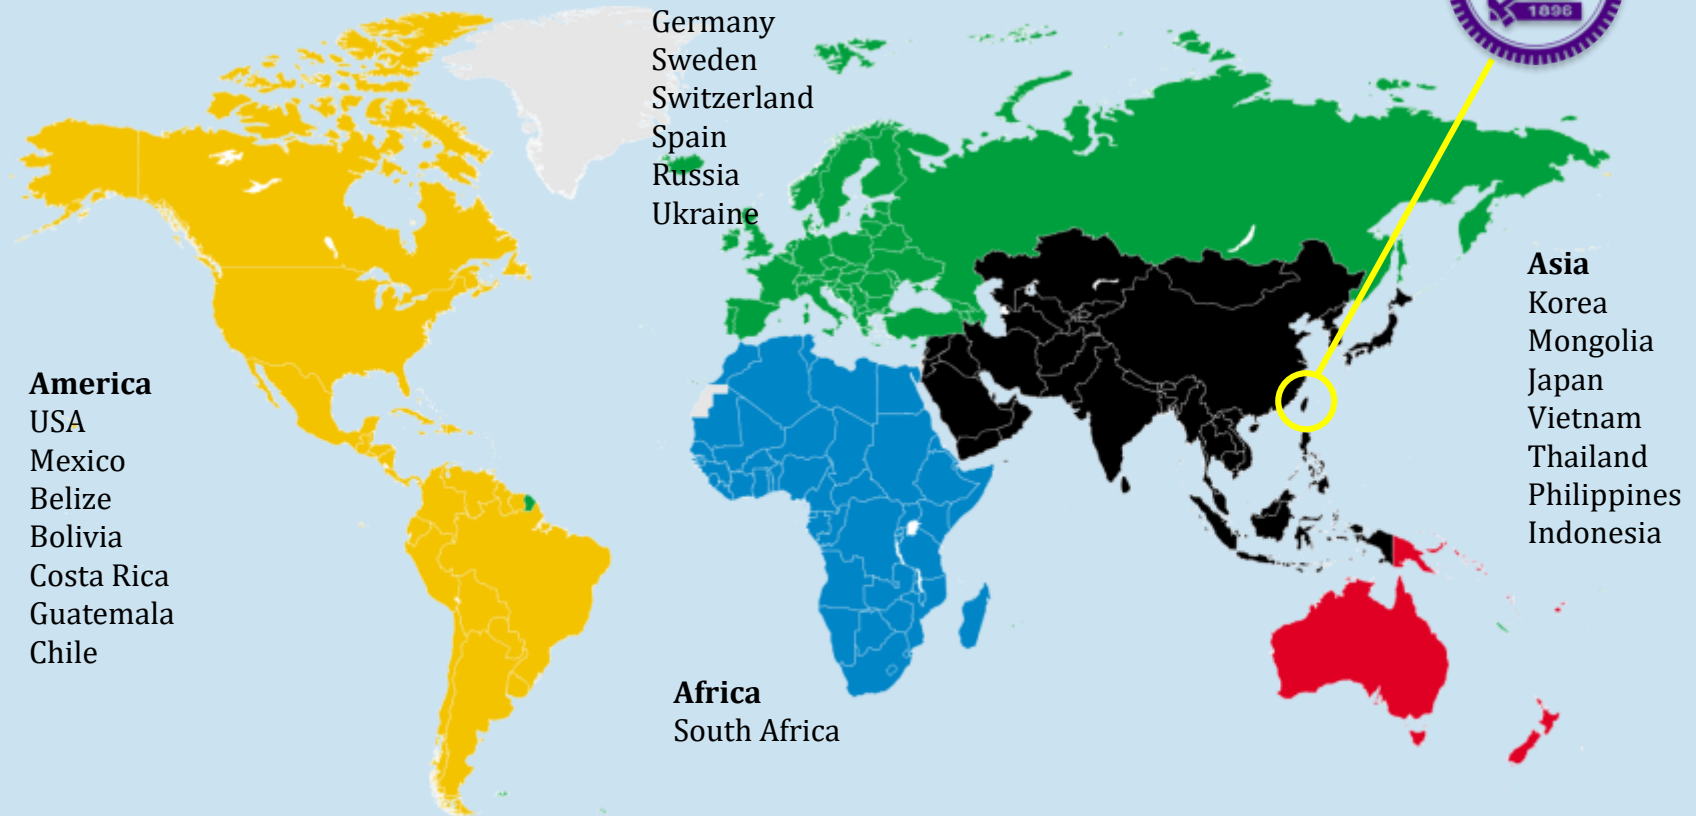 1896
Germany
Sweden
Switzerland
Spain
Russia
Ukraine
America
USA
Mexico
Belize
Bolivia
Costa Rica
Guatemala
Chile
Africa
South Africa
Asia
Korea
Mongolia
Japan
Vietnam
Thailand
Philippines
Indonesia